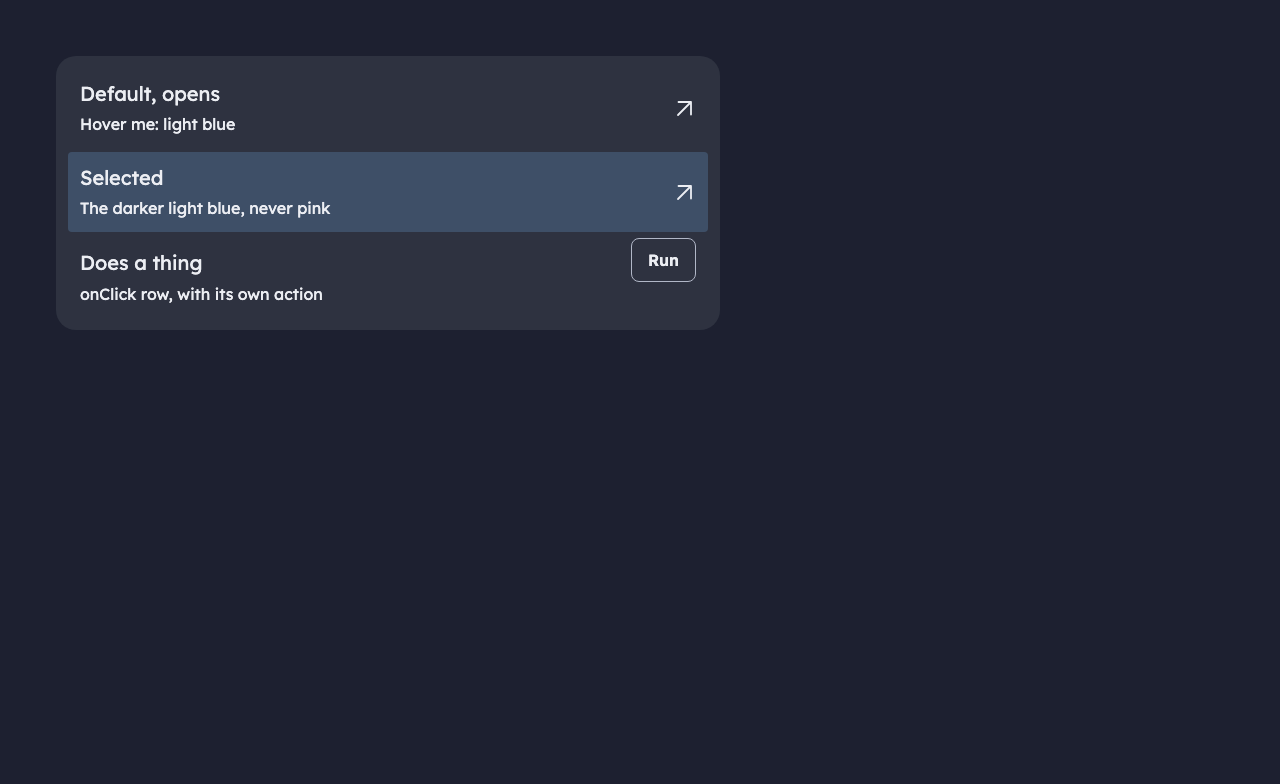 Default, opens
Hover me: light blue
Selected
The darker light blue, never pink
Does a thing
Run
onClick row, with its own action